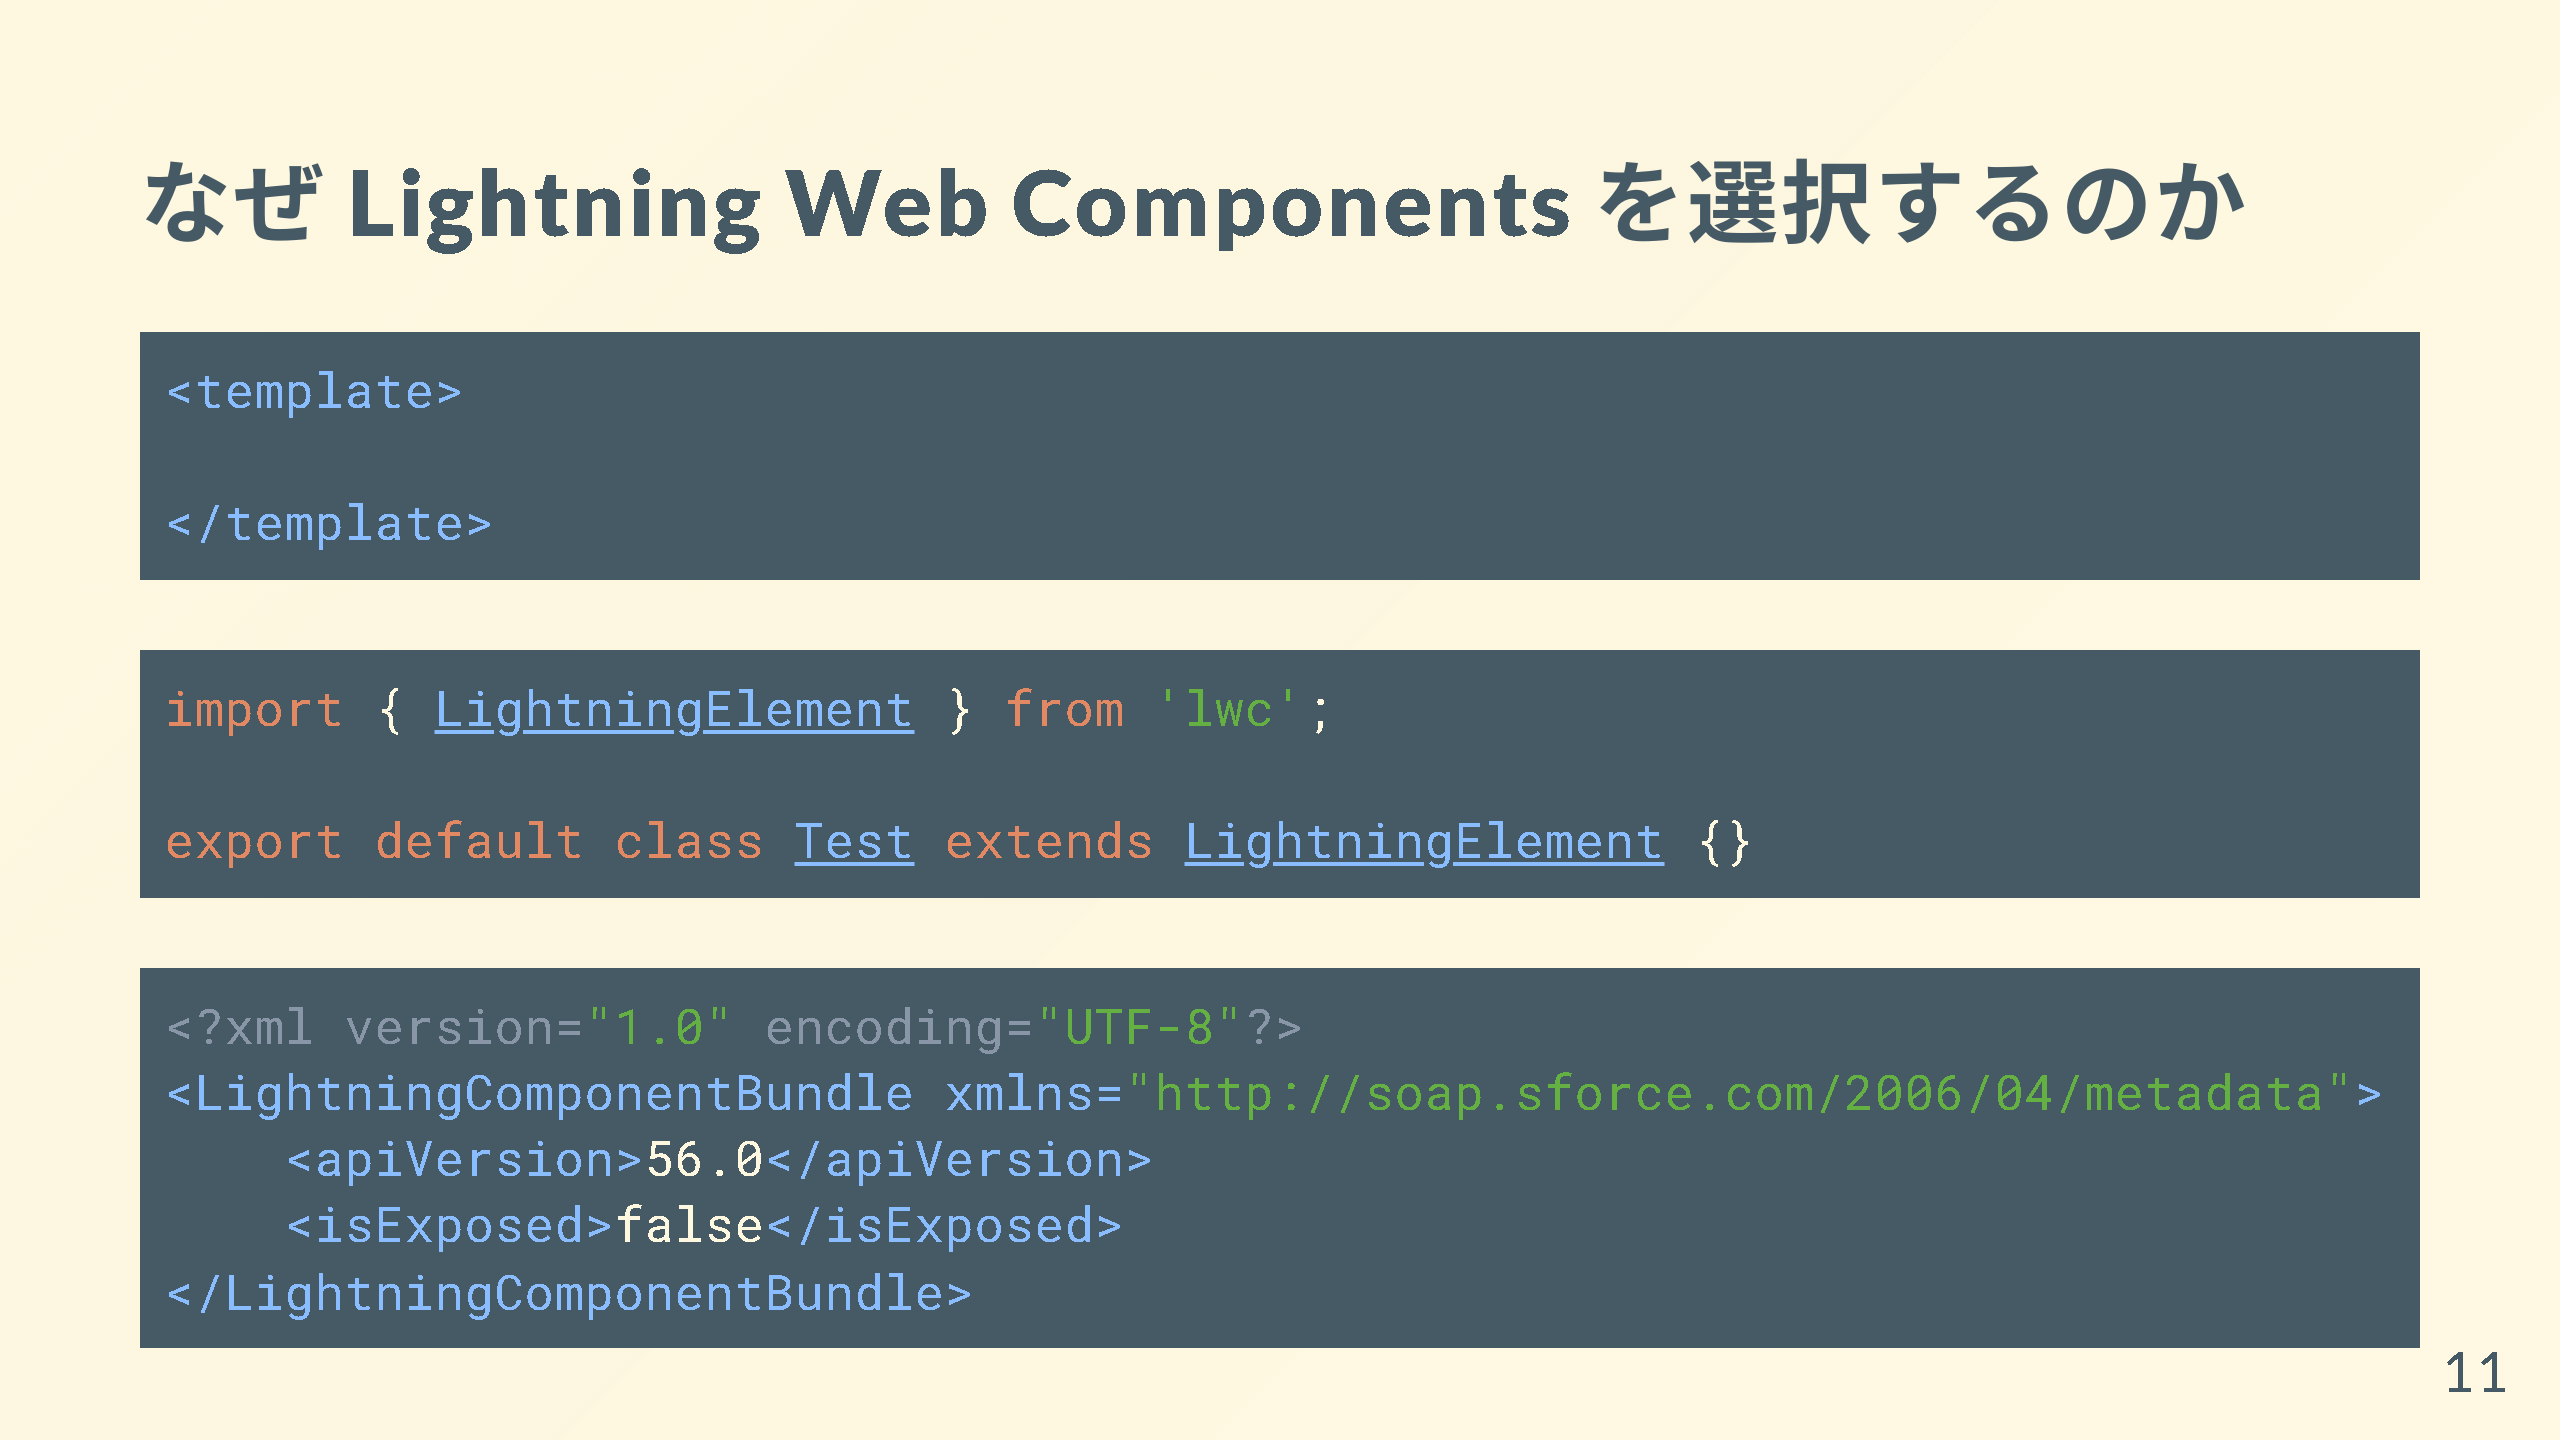 なぜ Lightning Web Components を選択するのか
<template>
</template>
import { LightningElement } from 'lwc';
export default class Test extends LightningElement {}
<?xml version="1.0" encoding="UTF-8"?>
<LightningComponentBundle xmlns="http://soap.sforce.com/2006/04/metadata">
    <apiVersion>56.0</apiVersion>
    <isExposed>false</isExposed>
</LightningComponentBundle>
11